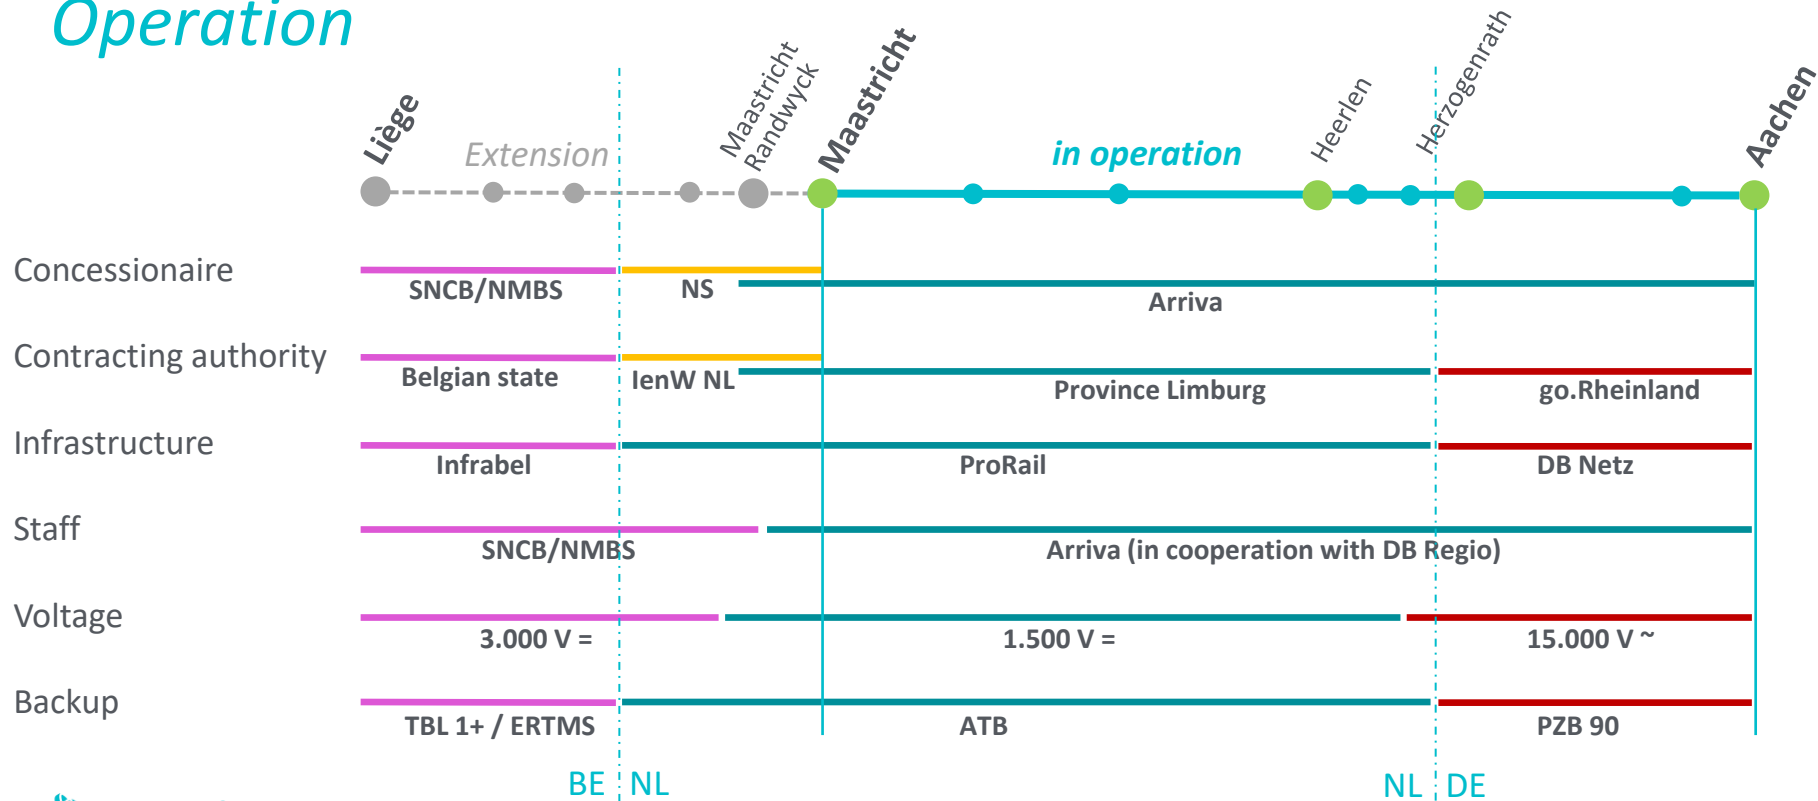 Operation
Liège
Extension
Maastricht
Randwyck
Maastricht
in operation
Heerlen
Herzogenrath
Aachen
Concessionaire
SNCB/NMBS
NS
Arriva
Contracting authority
Belgian state
IenW NL
Province Limburg
go.Rheinland
Infrastructure
Infrabel
ProRail
DB Netz
Staff
SNCB/NMBS
Arriva (in cooperation with DB Regio)
Voltage
3.000 V =
1.500 V =
15.000 V ~
Backup
TBL 1+ / ERTMS
ATB
PZB 90
BE NL
NL DE